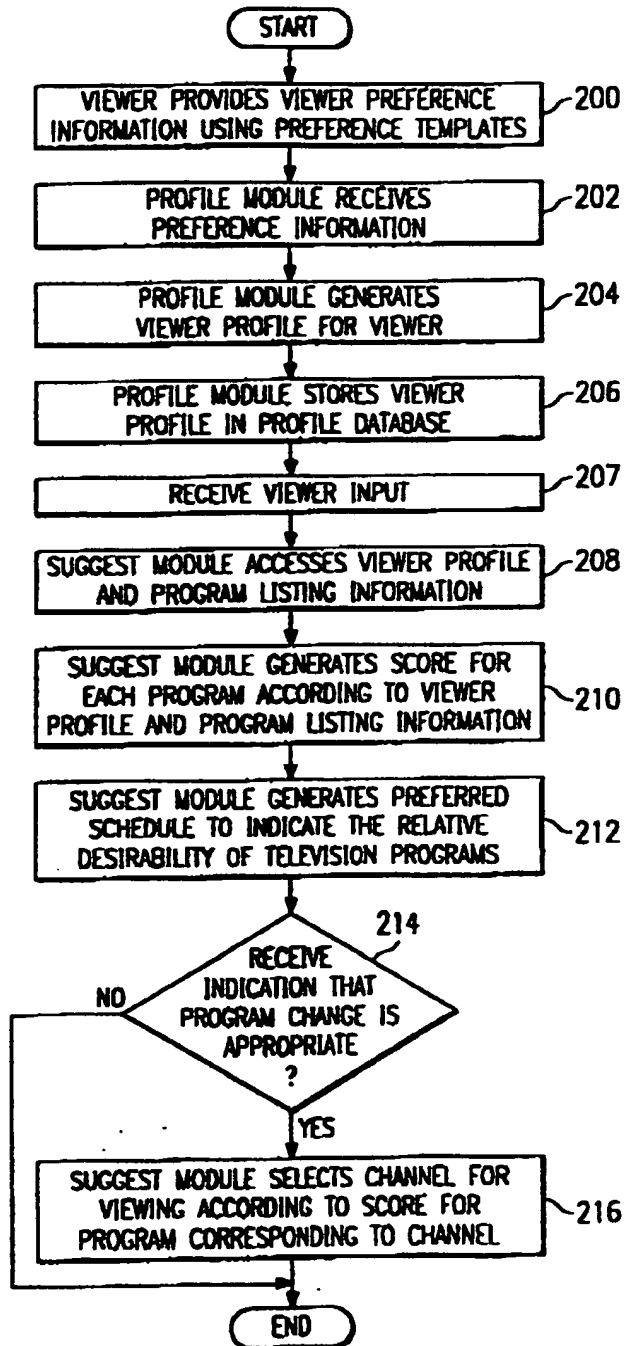 START
VIEWER PROVIDES VIEWER PREFERENCE
INFORMATION USING PREFERENCE TEMPLATES
200
PROFILE MODULE RECEIVES
PREFERENCE INFORMATION
202
PROFILE MODULE GENERATES
VIEWER PROFILE FOR VIEWER
204
PROFILE MODULE STORES VIEWER
PROFILE IN PROFILE DATABASE
206
RECEIVE VIEWER INPUT
207
SUGGEST MODULE ACCESSES VIEWER PROFILE
AND PROGRAM LISTING INFORMATION
208
SUGGEST MODULE GENERATES SCORE FOR
EACH PROGRAM ACCORDING TO VIEWER
PROFILE AND PROGRAM LISTING INFORMATION
210
SUGGEST MODULE GENERATES PREFERRED
SCHEDULE TO INDICATE THE RELATIVE
DESIRABILITY OF TELEVISION PROGRAMS
212
214
RECEIVE
INDICATION THAT
PROGRAM CHANGE IS
APPROPRIATE
?
NO
YES
SUGGEST MODULE SELECTS CHANNEL FOR
VIEWING ACCORDING TO SCORE FOR
PROGRAM CORRESPONDING TO CHANNEL
216
END